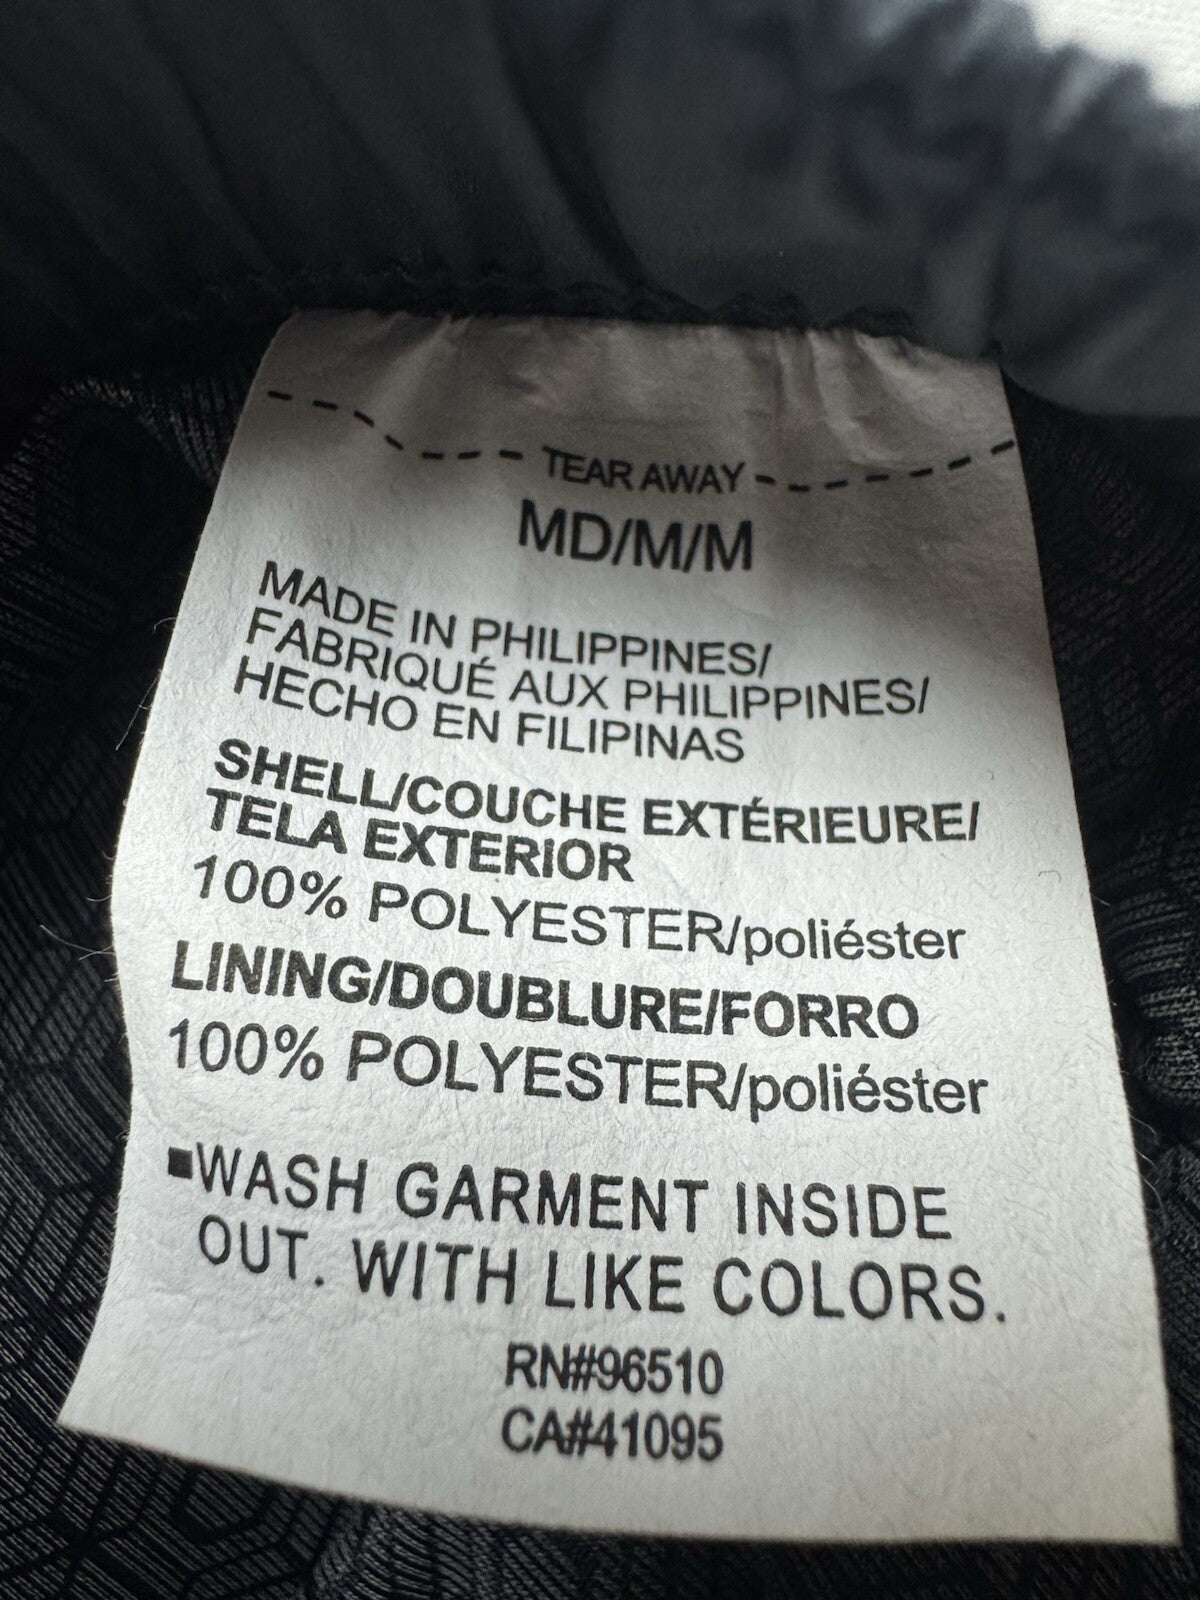 TEAR AWAY
MD/M/M
MADE IN PHILIPPINES/
FABRIQUÉ AUX PHILIPPINES/
HECHO EN FILIPINAS
SHELL/COUCHE EXTÉRIEURE/
TELA EXTERIOR
100% POLYESTER/poliéster
LINING/DOUBLURE/FORRO
100% POLYESTER/poliéster
▪WASH GARMENT INSIDE
OUT. WITH LIKE COLORS.
RN#96510
CA#41095